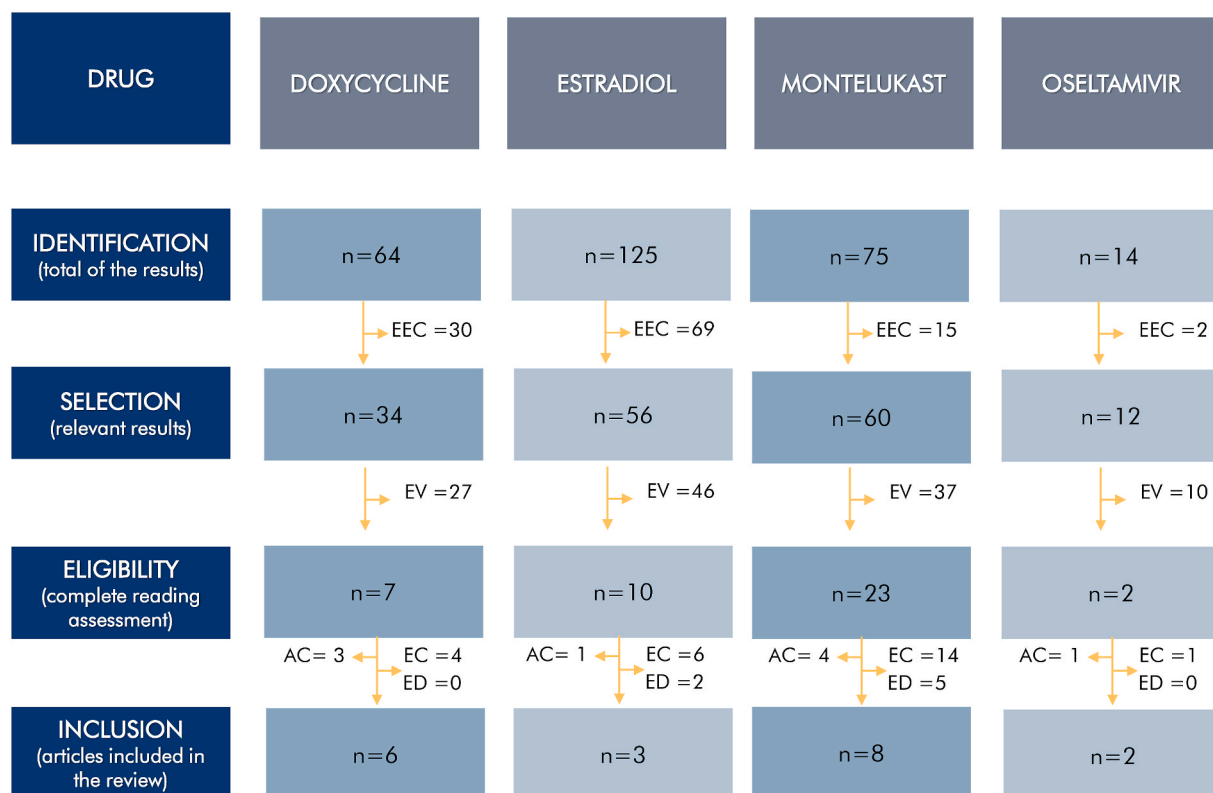 DRUG
DOXYCYCLINE
ESTRADIOL
MONTELUKAST
OSELTAMIVIR
IDENTIFICATION
(total of the results)
n=64
n=125
n=75
n=14
EEC =30
EEC =69
EEC =15
EEC =2
SELECTION
(relevant results)
n=34
n=56
n=60
n=12
EV =27
EV =46
EV =37
EV =10
ELIGIBILITY
(complete reading
assessment)
n=7
n=10
n=23
n=2
AC= 3
EC =4
ED =0
AC= 1
EC =6
ED =2
AC= 4
EC =14
ED =5
AC= 1
EC =1
ED =0
INCLUSION
(articles included in
the review)
n=6
n=3
n=8
n=2